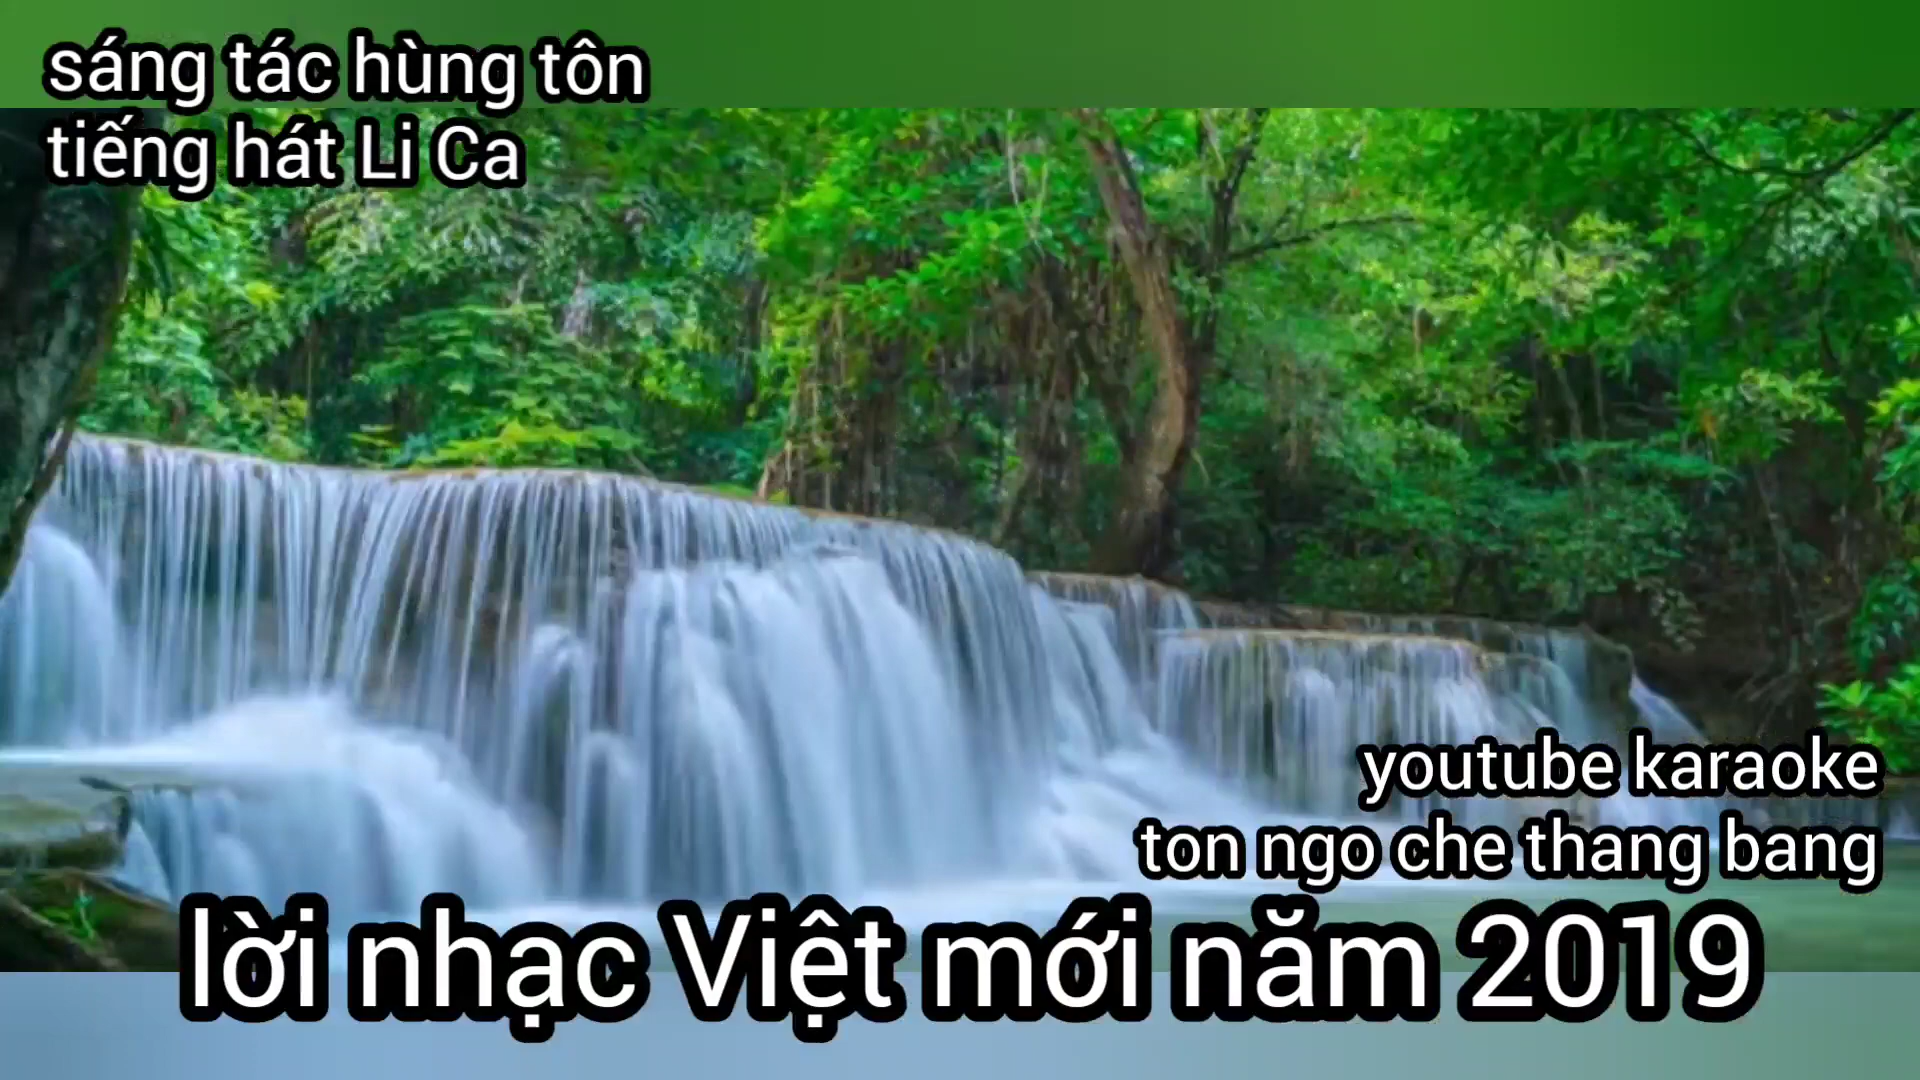 sáng tác hùng tôn
tiếng hát Li Ca
youtube karaoke
ton ngo che thang bang
lời nhạc Việt mới năm 2019